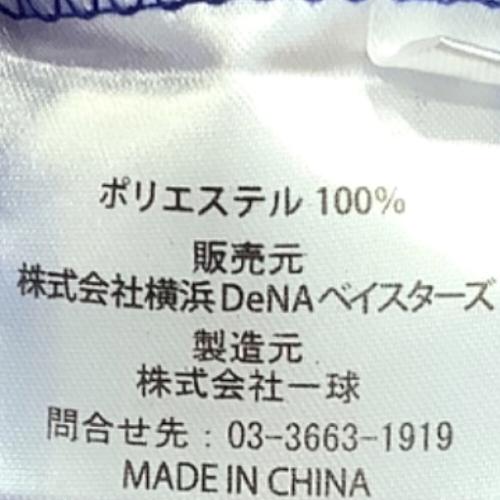 ポリエステル 100%
販売元
株式会社横浜DeNAベイスターズ
製造元
株式会社一球
問合せ先：03-3663-1919
MADE IN CHINA